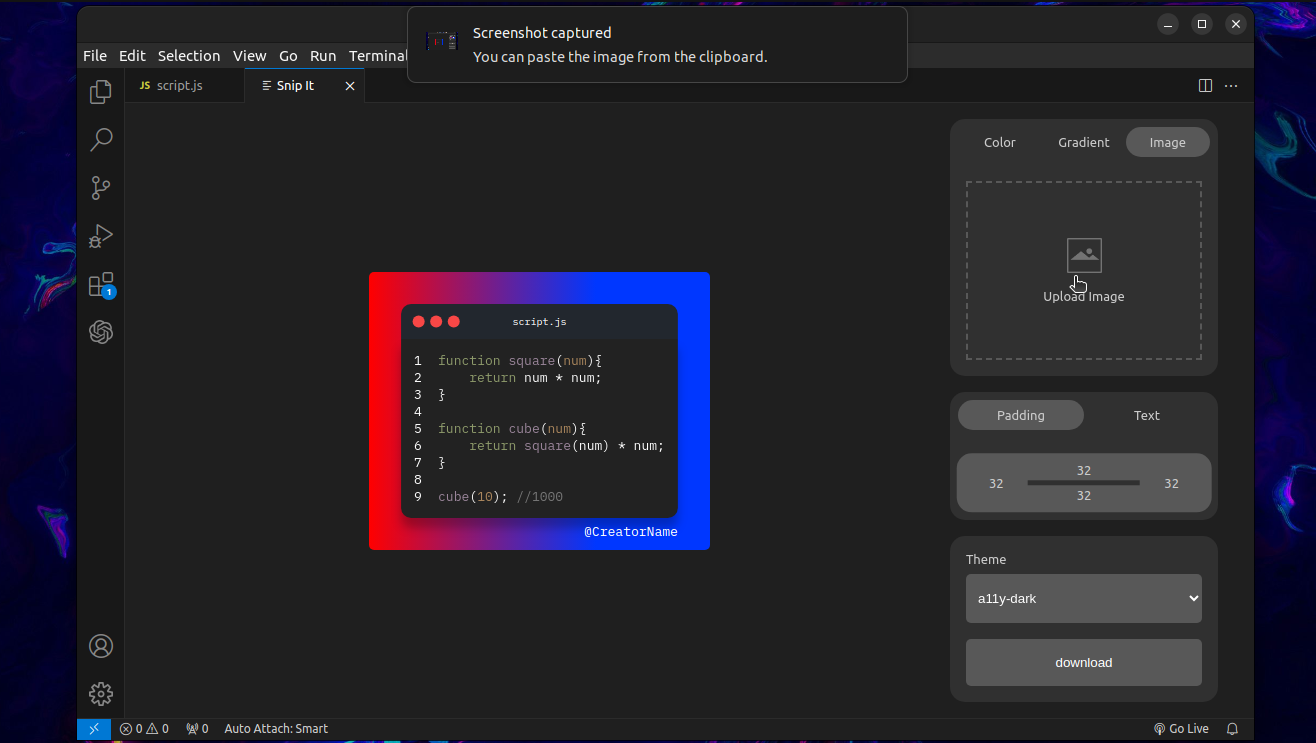 Screenshot captured
You can paste the image from the clipboard.
File Edit Selection View Go Run Terminal
JS script.js
Snip It
Color Gradient Image
Upload Image
script.js
1 function square(num){
2     return num * num;
3 }
4
5 function cube(num){
6     return square(num) * num;
7 }
8
9 cube(10); //1000
@CreatorName
Padding Text
32
32 32
32
Theme
a11y-dark
download
1
0 0 0 Auto Attach: Smart
Go Live